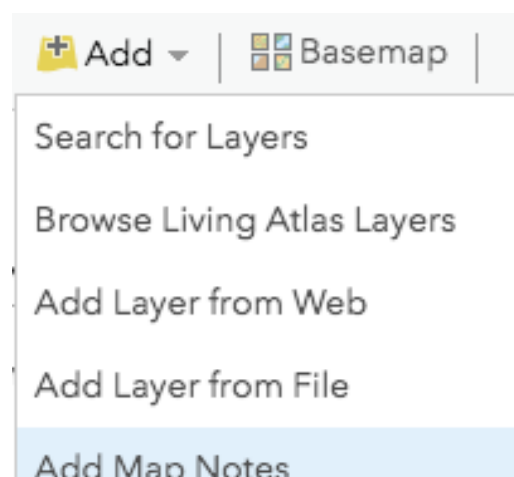 Add Basemap
Search for Layers
Browse Living Atlas Layers
Add Layer from Web
Add Layer from File
Add Map Notes